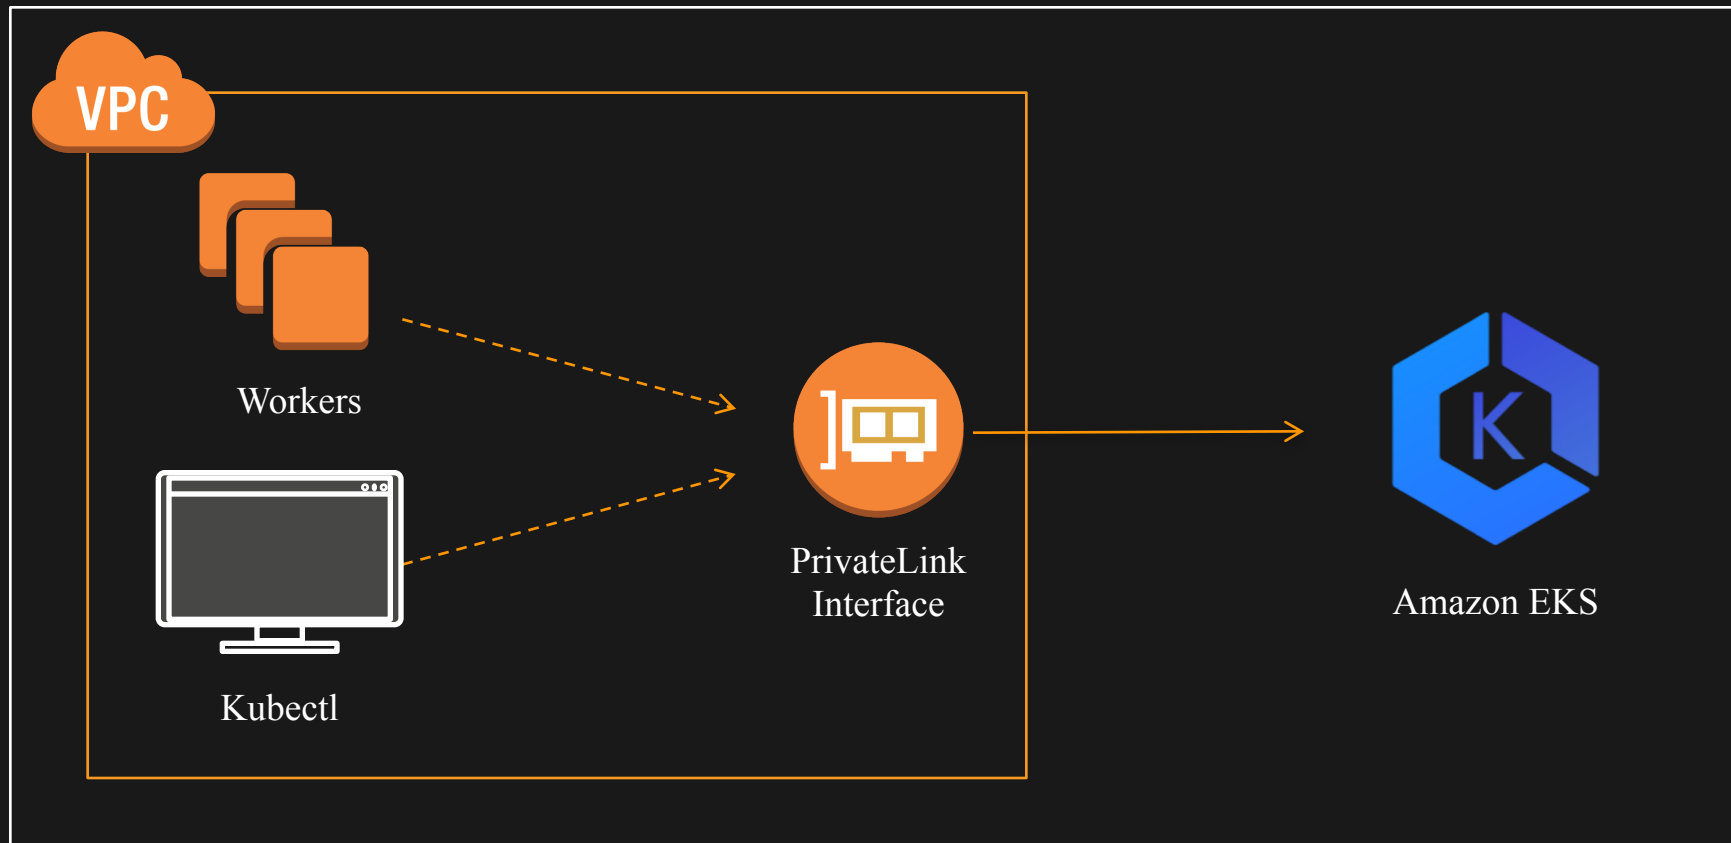 VPC
Workers
Kubectl
PrivateLink
Interface
K
Amazon EKS